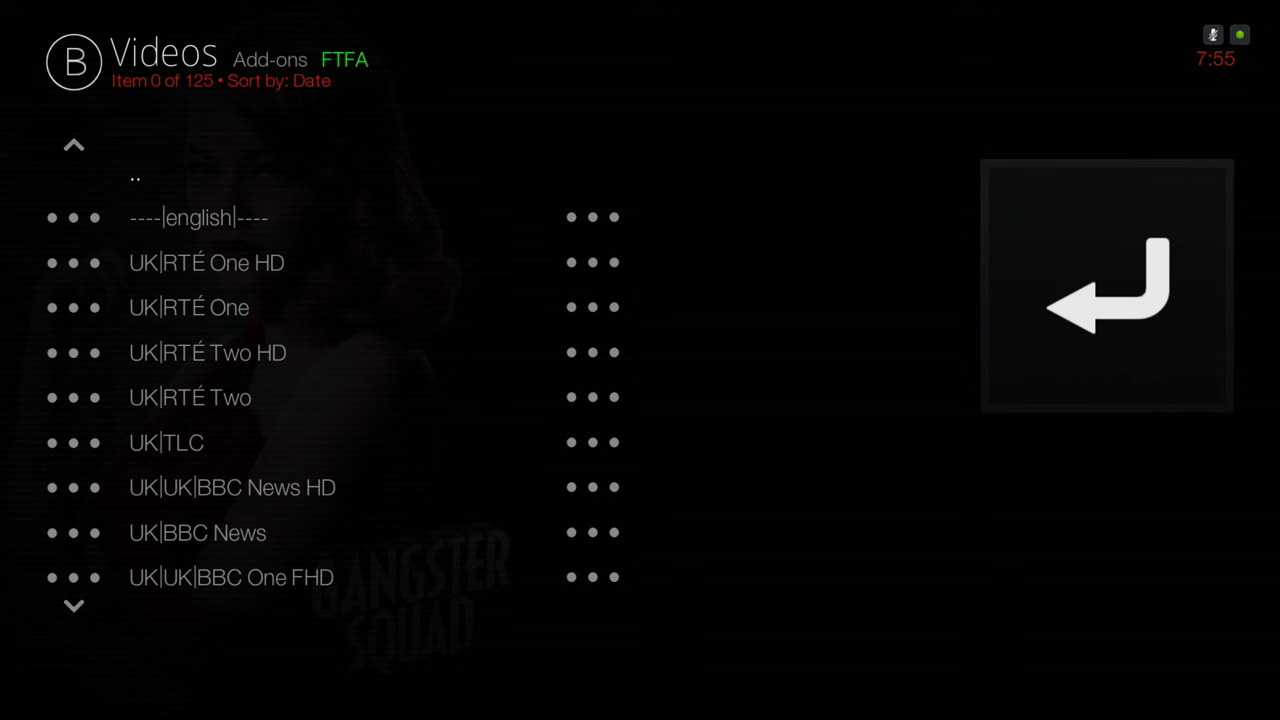 B Videos Add-ons FTFA
Item 0 of 125 • Sort by: Date
7:55
..
----|english|----
UK|RTÉ One HD
UK|RTÉ One
UK|RTÉ Two HD
UK|RTÉ Two
UK|TLC
UK|UK|BBC News HD
UK|BBC News
UK|UK|BBC One FHD
GANGSTER
SQUAD